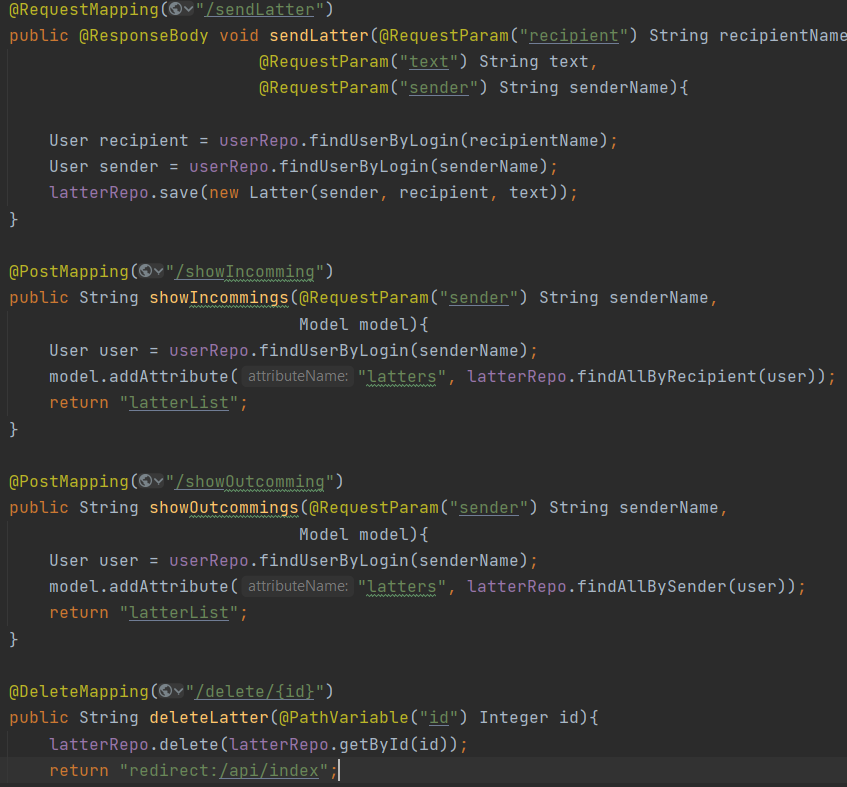 @RequestMapping("/sendLatter")
public @ResponseBody void sendLatter(@RequestParam("recipient") String recipientName
@RequestParam("text") String text,
@RequestParam("sender") String senderName){
User recipient = userRepo.findUserByLogin(recipientName);
User sender = userRepo.findUserByLogin(senderName);
latterRepo.save(new Latter(sender, recipient, text));
}
@PostMapping("/showIncomming")
public String showIncommings(@RequestParam("sender") String senderName,
Model model){
User user = userRepo.findUserByLogin(senderName);
model.addAttribute( attributeName: "latters", latterRepo.findAllByRecipient(user));
return "latterList";
}
@PostMapping("/showOutcomming")
public String showOutcommings(@RequestParam("sender") String senderName,
Model model){
User user = userRepo.findUserByLogin(senderName);
model.addAttribute( attributeName: "latters", latterRepo.findAllBySender(user));
return "latterList";
}
@DeleteMapping("/delete/{id}")
public String deleteLatter(@PathVariable("id") Integer id){
latterRepo.delete(latterRepo.getById(id));
return "redirect:/api/index";